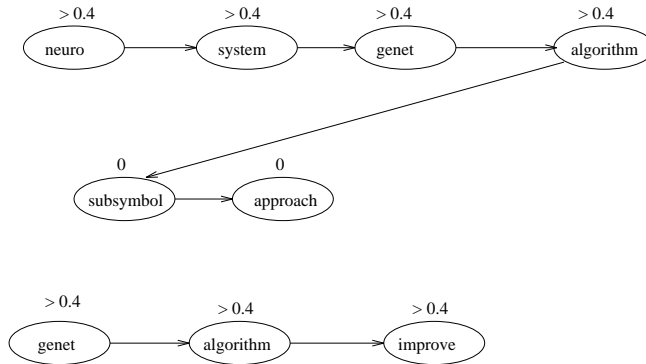 > 0.4 > 0.4 > 0.4 > 0.4
neuro system genet algorithm
0 0
subsymbol approach
> 0.4 > 0.4 > 0.4
genet algorithm improve